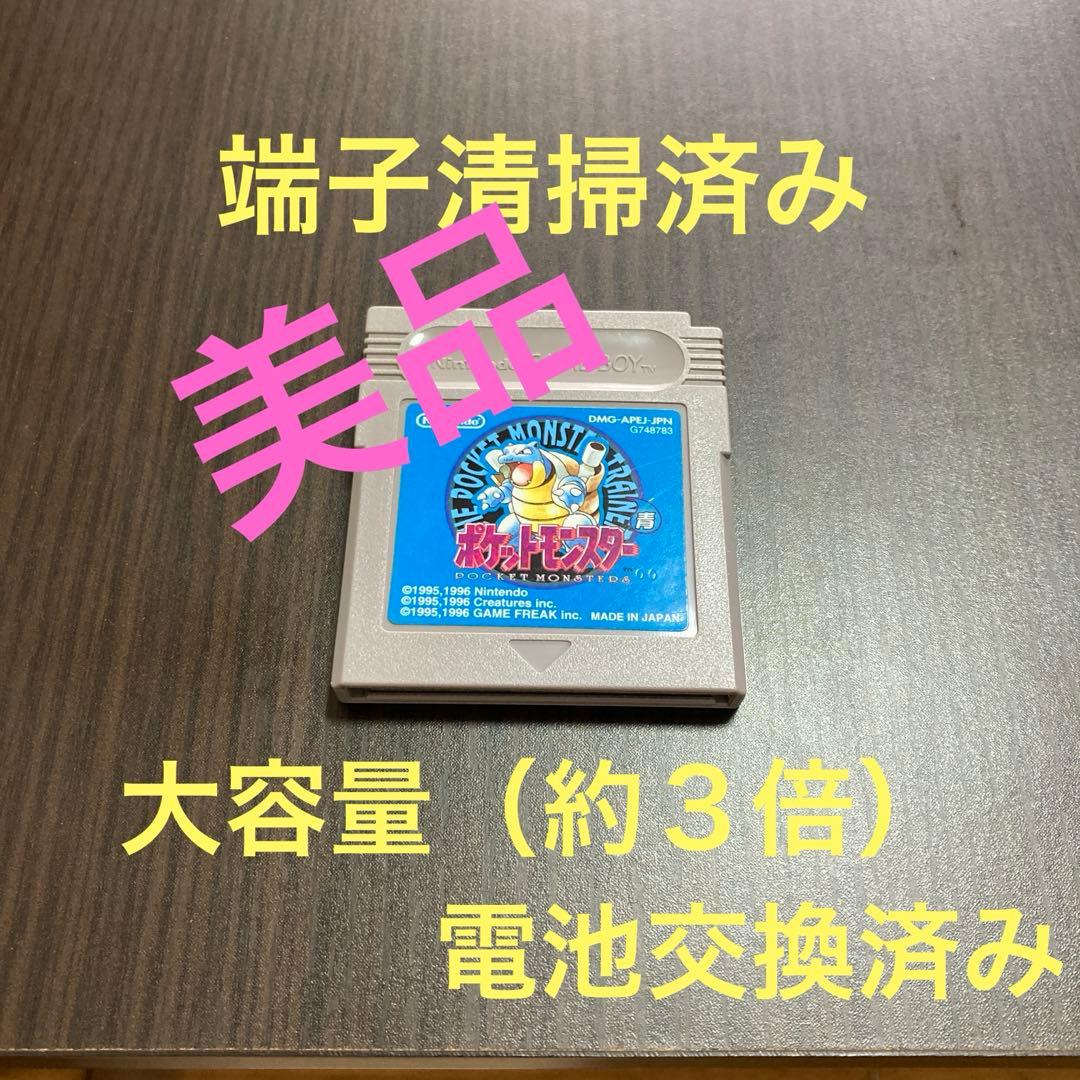 端子清掃済み
美品
Nintendo GAME BOY™
Nintendo
DMG-APEJ-JPN
G748783
POCKET MONSTER TRAINER
青
ポケットモンスター
POCKET MONSTERS
™
©1995,1996 Nintendo
©1995,1996 Creatures inc.
©1995,1996 GAME FREAK inc. MADE IN JAPAN
大容量（約３倍）
電池交換済み